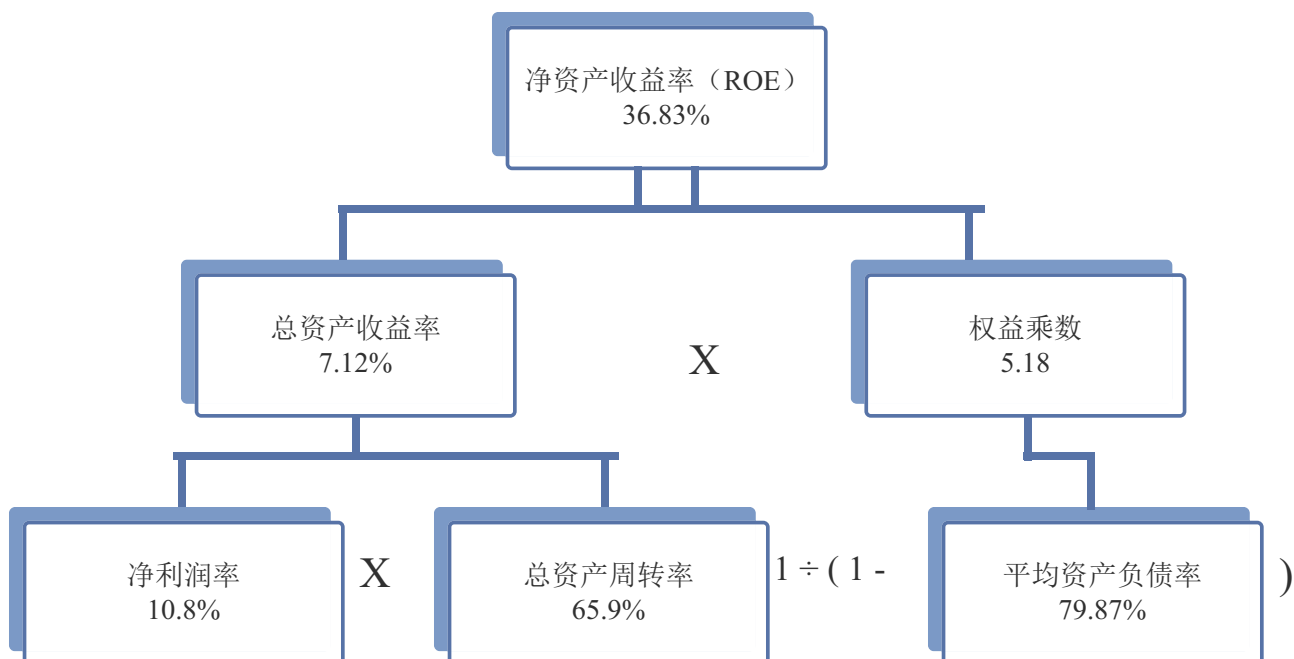 净资产收益率（ROE）
36.83%
总资产收益率
7.12%
X
权益乘数
5.18
净利润率
10.8%
X
总资产周转率
65.9%
1 ÷ ( 1 -
平均资产负债率
79.87%
)